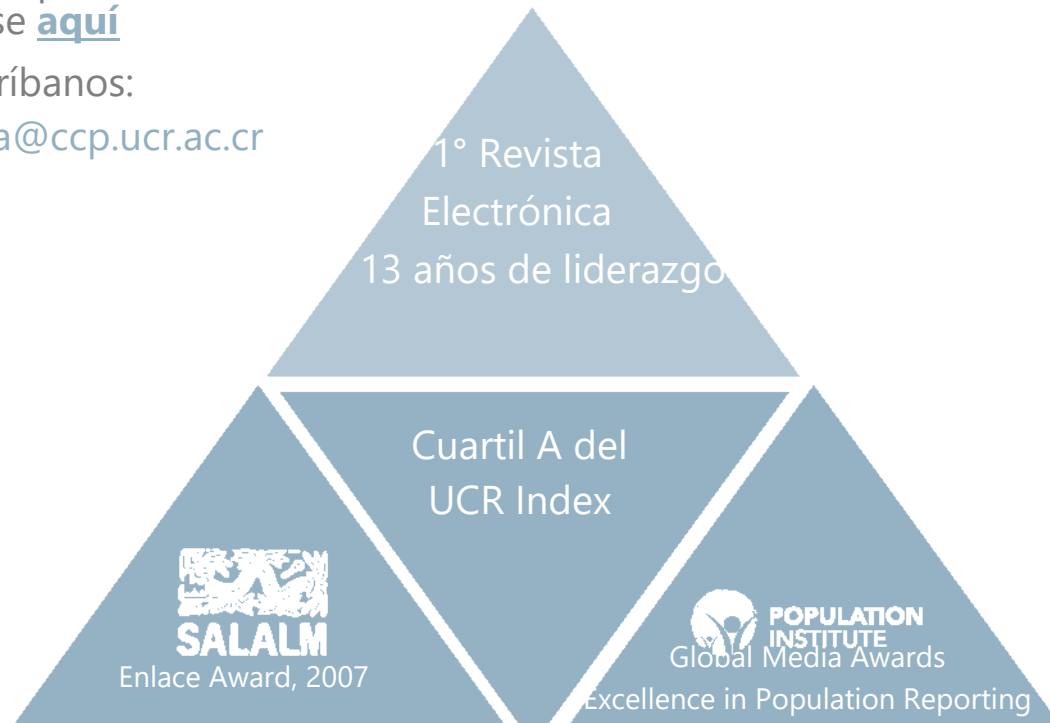 se aquí
ríbanos:
a@ccp.ucr.ac.cr
1° Revista
Electrónica
13 años de liderazgo
Cuartil A del
UCR Index
SALALM
Enlace Award, 2007
POPULATION
INSTITUTE
Global Media Awards
Excellence in Population Reporting